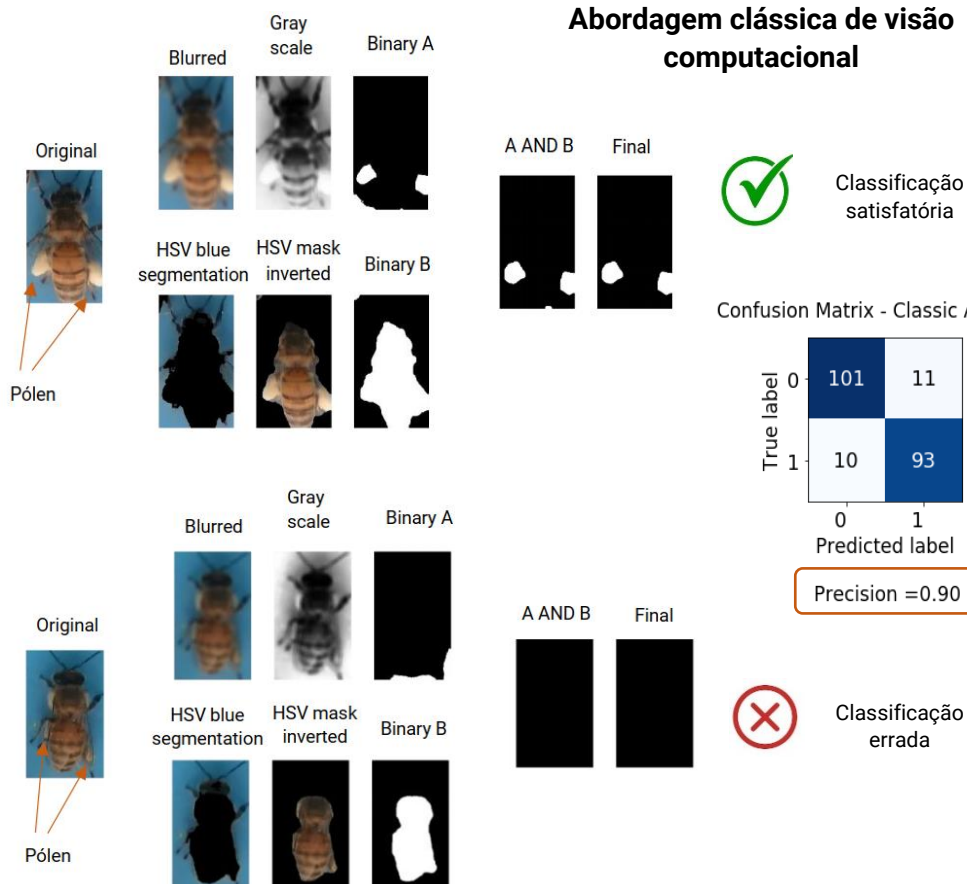 Abordagem clássica de visão
computacional
Original
Pólen
Blurred
Gray
scale
Binary A
HSV blue
segmentation
HSV mask
inverted
Binary B
A AND B
Final
Classificação
satisfatória
Confusion Matrix - Classic A
True label
0
101
11
1
10
93
0
1
Predicted label
Precision =0.90
Original
Pólen
Blurred
Gray
scale
Binary A
HSV blue
segmentation
HSV mask
inverted
Binary B
A AND B
Final
Classificação
errada